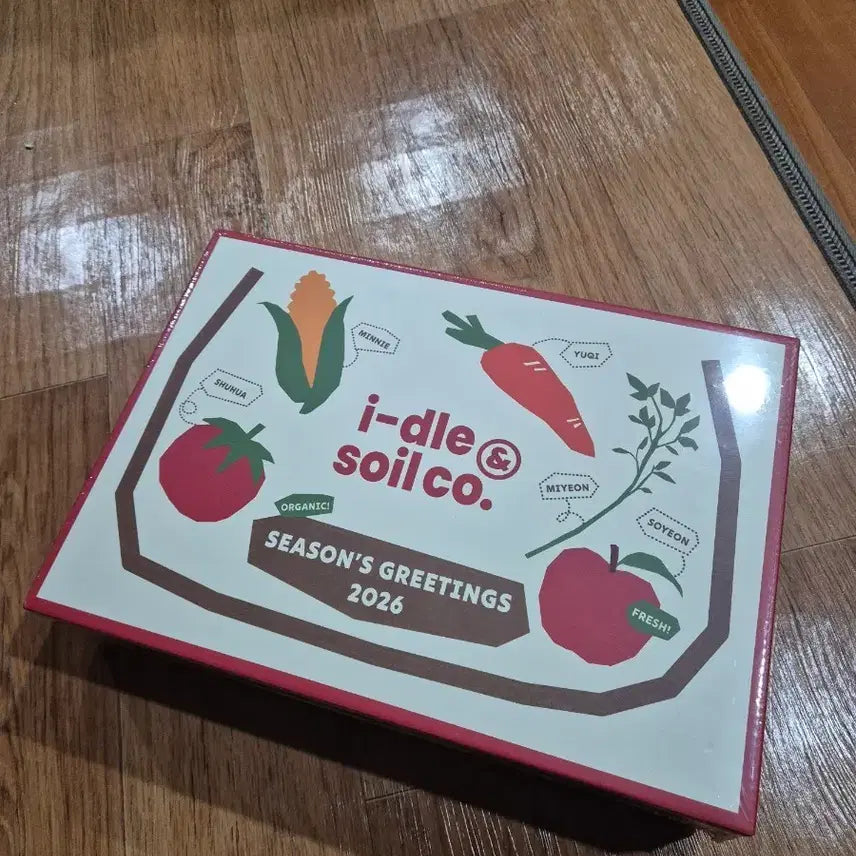 MINNIE
YUQI
SHUHUA
i-dle &
soil co.
MIYEON
SOYEON
ORGANIC!
SEASON'S GREETINGS
2026
FRESH!